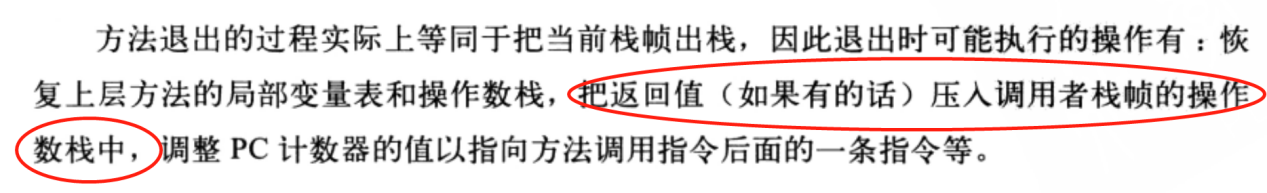 方法退出的过程实际上等同于把当前栈帧出栈，因此退出时可能执行的操作有：恢
复上层方法的局部变量表和操作数栈，把返回值（如果有的话）压入调用者栈帧的操作
数栈中，调整 PC 计数器的值以指向方法调用指令后面的一条指令等。